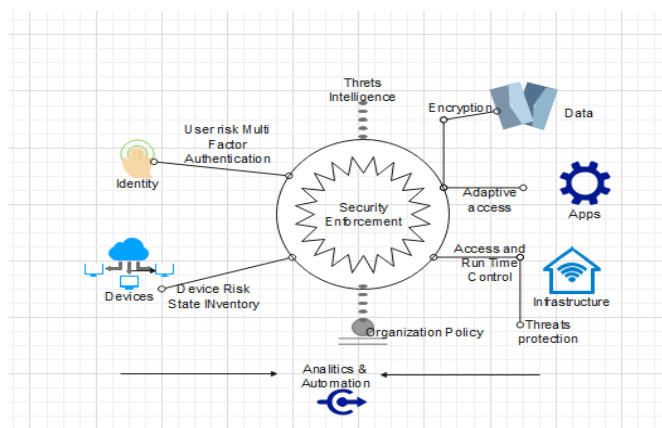 Threts
Intelligence
Encryption
Data
User risk Multi
Factor
Authentication
Identity
Security
Enforcement
Adaptive
access
Apps
Access and
Run Time
Control
Infrastructure
Devices
Device Risk
State INventory
Organization Policy
Threats
protection
Analitics &
Automation